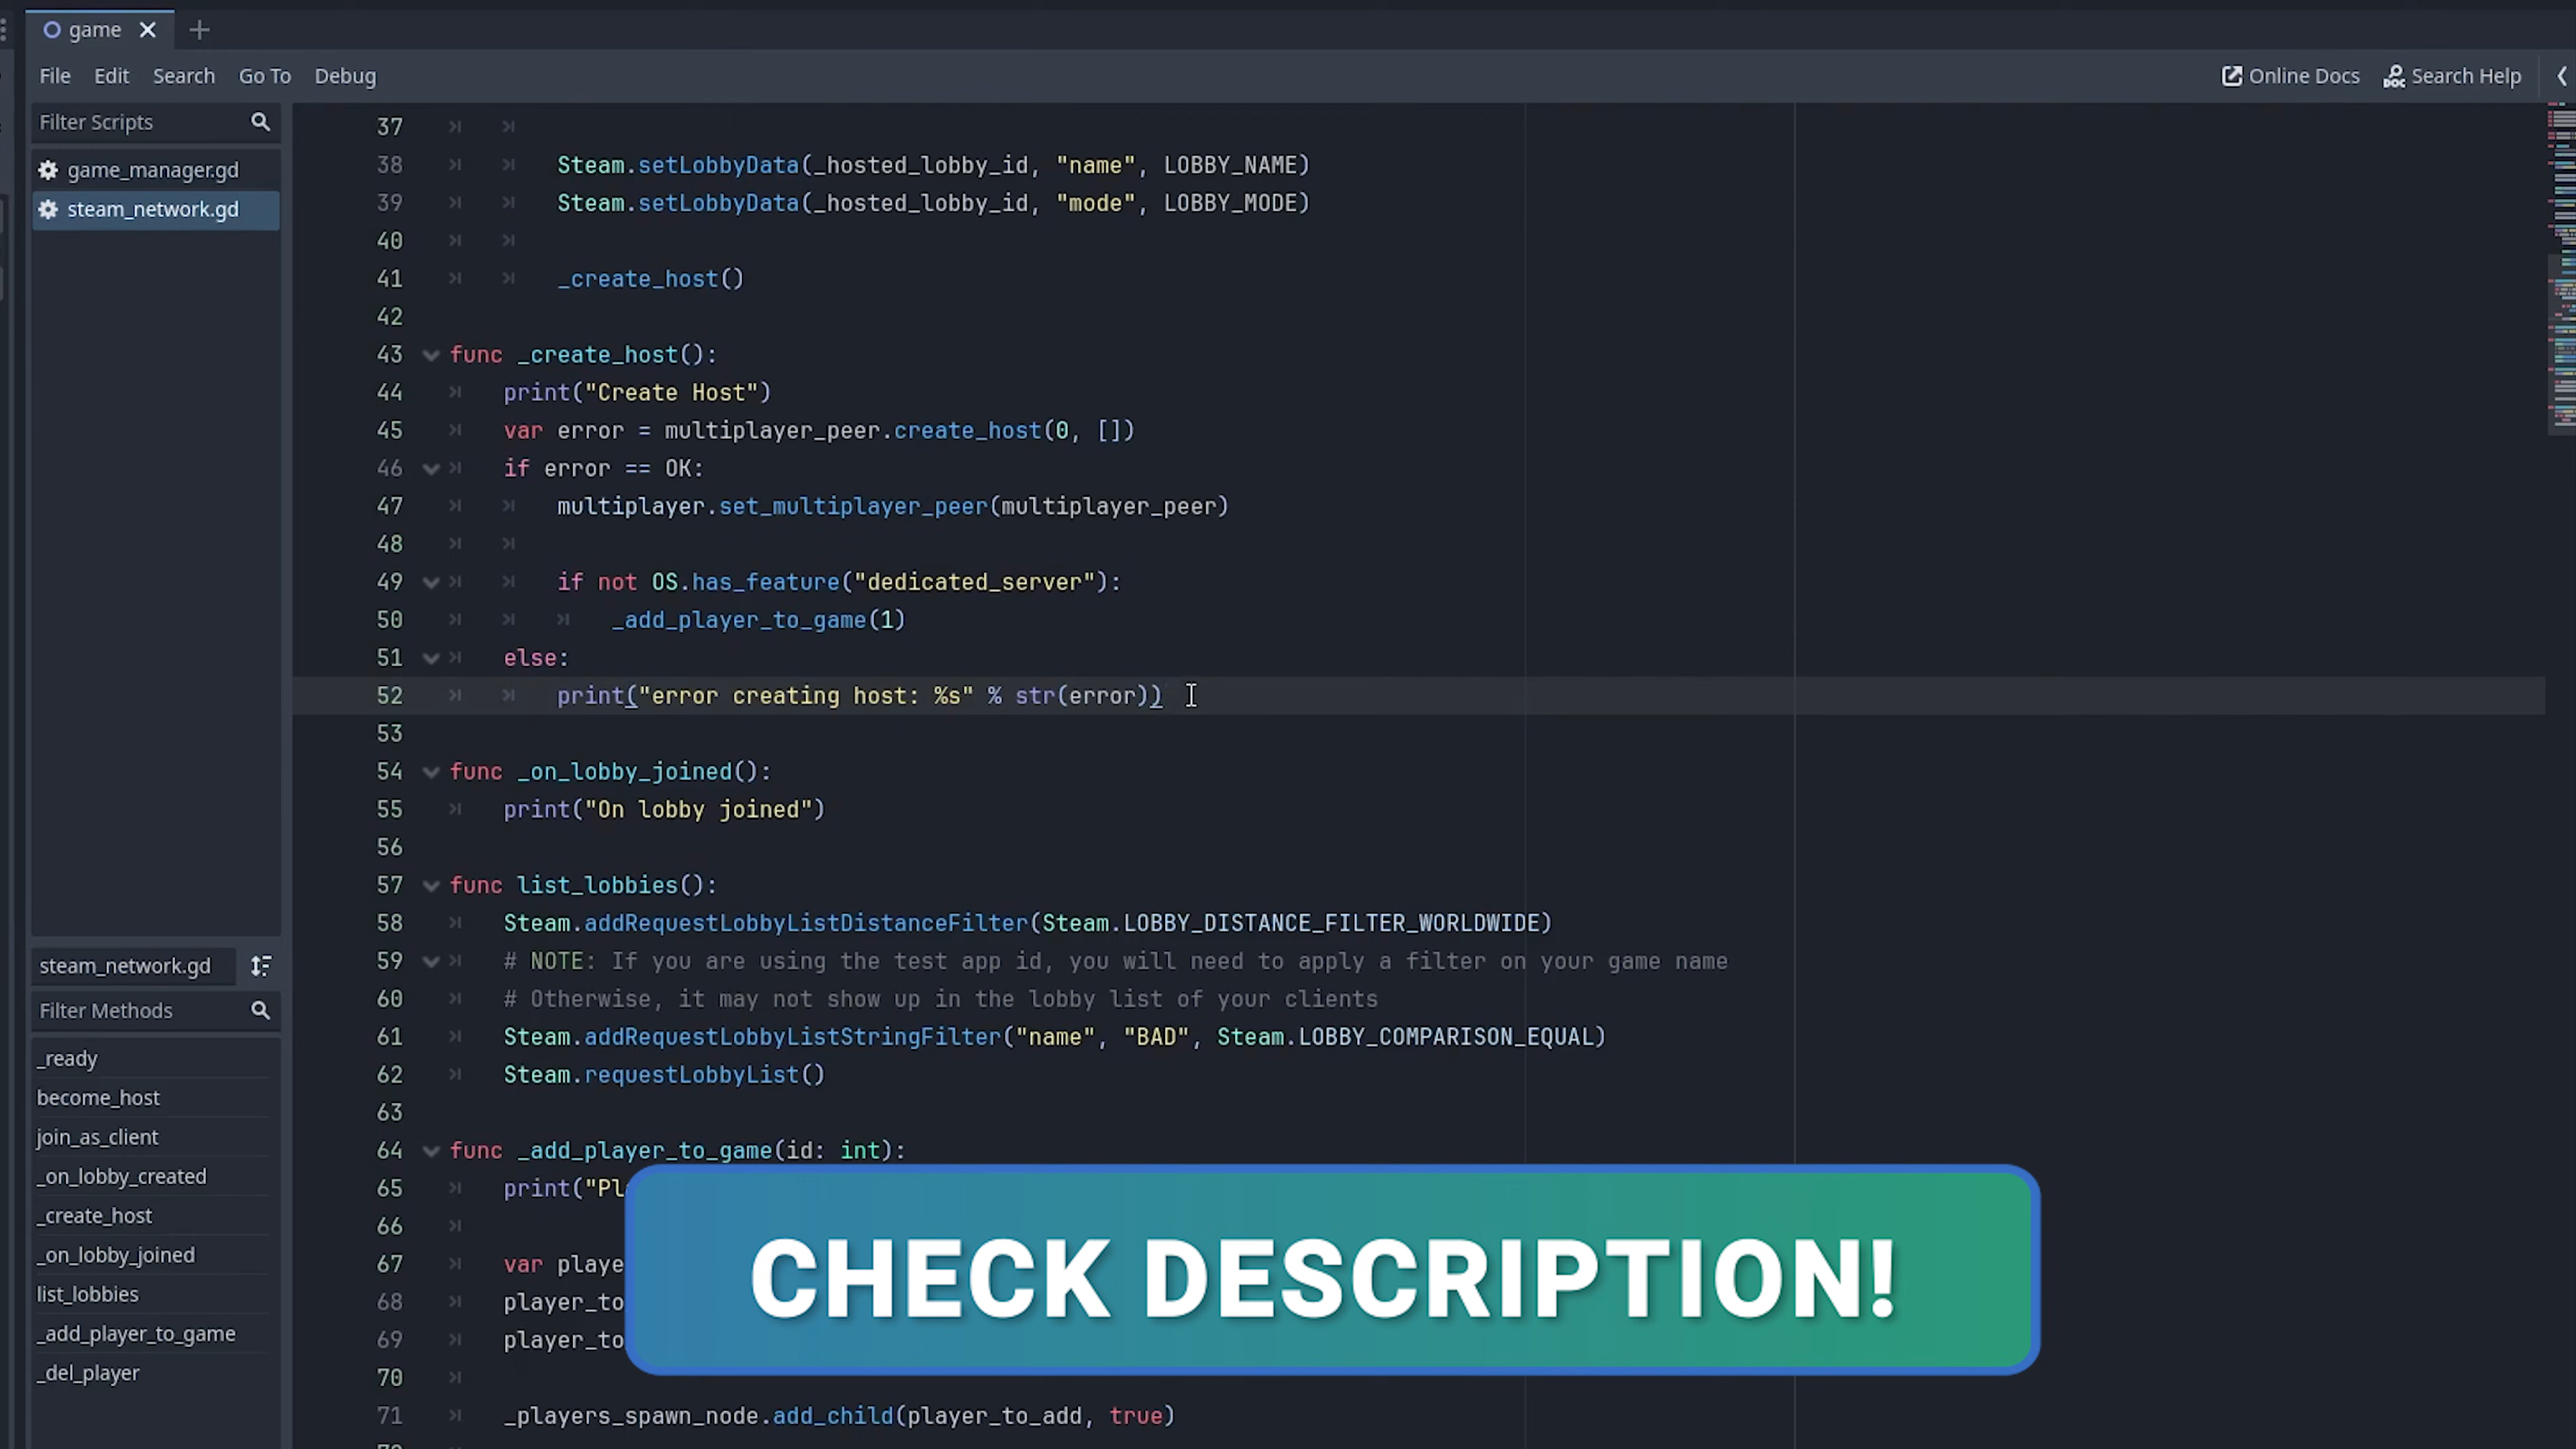 game
File Edit Search Go To Debug
Online Docs Search Help
Filter Scripts
game_manager.gd
steam_network.gd
steam_network.gd
Filter Methods
_ready
become_host
join_as_client
_on_lobby_created
_create_host
_on_lobby_joined
list_lobbies
_add_player_to_game
_del_player
37
38 Steam.setLobbyData(_hosted_lobby_id, "name", LOBBY_NAME)
39 Steam.setLobbyData(_hosted_lobby_id, "mode", LOBBY_MODE)
40
41 _create_host()
42
43 func _create_host():
44 print("Create Host")
45 var error = multiplayer_peer.create_host(0, [])
46 if error == OK:
47 multiplayer.set_multiplayer_peer(multiplayer_peer)
48
49 if not OS.has_feature("dedicated_server"):
50 _add_player_to_game(1)
51 else:
52 print("error creating host: %s" % str(error))
53
54 func _on_lobby_joined():
55 print("On lobby joined")
56
57 func list_lobbies():
58 Steam.addRequestLobbyListDistanceFilter(Steam.LOBBY_DISTANCE_FILTER_WORLDWIDE)
59 # NOTE: If you are using the test app id, you will need to apply a filter on your game name
60 # Otherwise, it may not show up in the lobby list of your clients
61 Steam.addRequestLobbyListStringFilter("name", "BAD", Steam.LOBBY_COMPARISON_EQUAL)
62 Steam.requestLobbyList()
63
64 func _add_player_to_game(id: int):
65 print("Pl
66
67 var playe
68 player_to
69 player_to
70
71 _players_spawn_node.add_child(player_to_add, true)
CHECK DESCRIPTION!